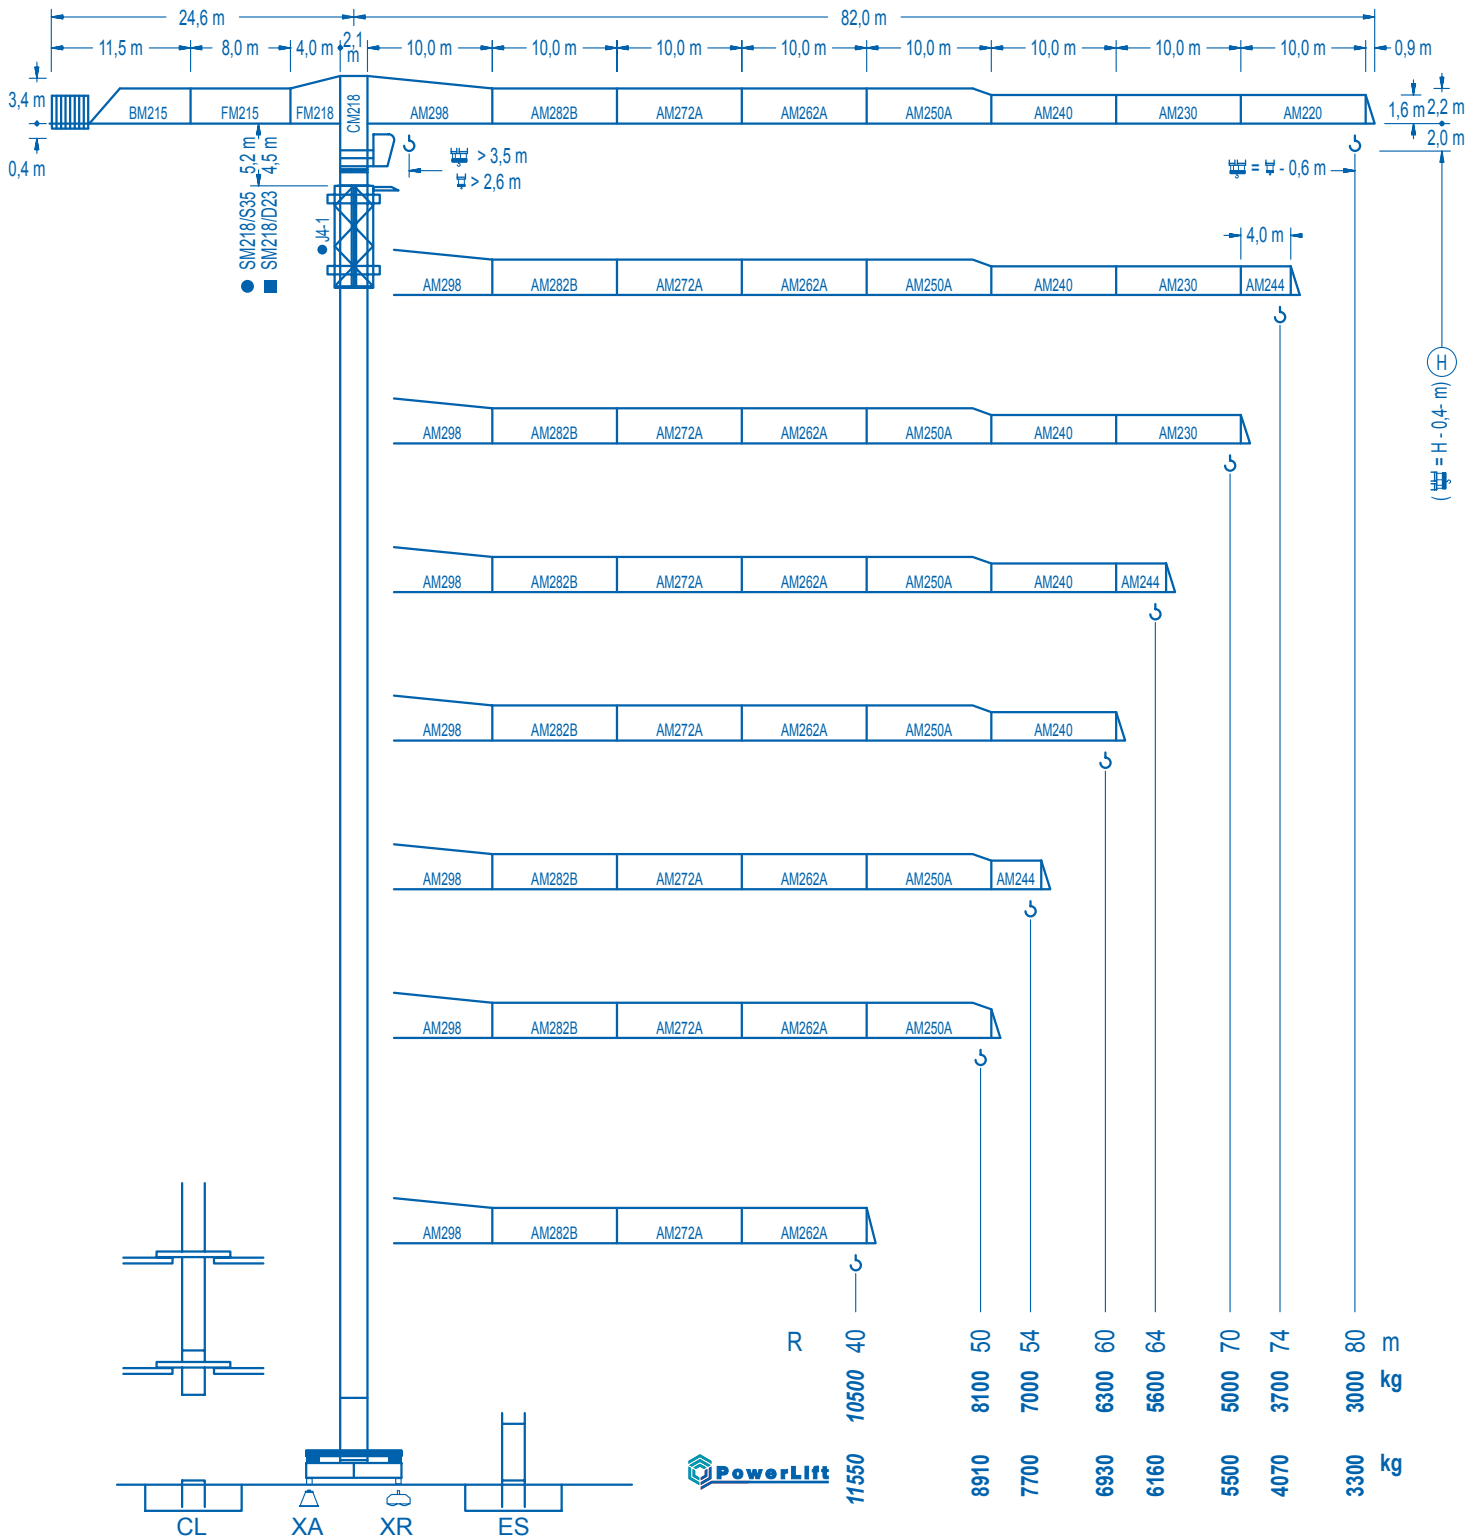 24,6 m 82,0 m
11,5 m 8,0 m 4,0 m 2,1 m 10,0 m 10,0 m 10,0 m 10,0 m 10,0 m 10,0 m 10,0 m 10,0 m 0,9 m
3,4 m BM215 FM215 FM218 CM218 AM298 AM282B AM272A AM262A AM250A AM240 AM230 AM220 1,6 m 2,2 m
0,4 m 2,0 m
> 3,5 m
> 2,6 m
= - 0,6 m
SM218/S35 5,2 m
SM218/D23 4,5 m
J4-1
4,0 m
AM298 AM282B AM272A AM262A AM250A AM240 AM230 AM244
H
( = H - 0,4 m)
AM298 AM282B AM272A AM262A AM250A AM240 AM230
AM298 AM282B AM272A AM262A AM250A AM240 AM244
AM298 AM282B AM272A AM262A AM250A AM240
AM298 AM282B AM272A AM262A AM250A AM244
AM298 AM282B AM272A AM262A AM250A
AM298 AM282B AM272A AM262A
R 40 50 54 60 64 70 74 80 m
10500 8100 7000 6300 5600 5000 3700 3000 kg
PowerLift 11550 8910 7700 6930 6160 5500 4070 3300 kg
CL XA XR ES